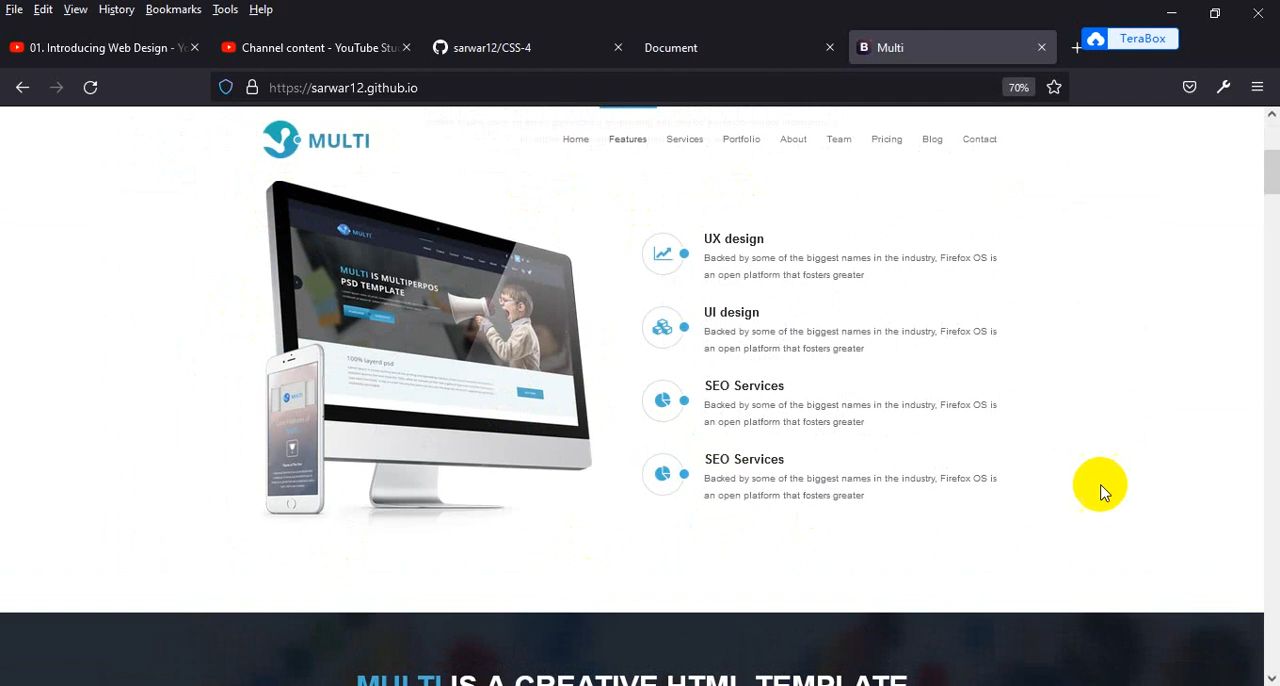 File Edit View History Bookmarks Tools Help
01. Introducing Web Design - Yo
Channel content - YouTube Stu
sarwar12/CSS-4
Document
B Multi
TeraBox
https://sarwar12.github.io
70%
MULTI
Home Features Services Portfolio About Team Pricing Blog Contact
MULTI
MULTI IS MULTIPERPOS
PSD TEMPLATE
100% layerd psd
UX design
Backed by some of the biggest names in the industry, Firefox OS is
an open platform that fosters greater
UI design
Backed by some of the biggest names in the industry, Firefox OS is
an open platform that fosters greater
SEO Services
Backed by some of the biggest names in the industry, Firefox OS is
an open platform that fosters greater
SEO Services
Backed by some of the biggest names in the industry, Firefox OS is
an open platform that fosters greater
MULTI IS A CREATIVE HTML TEMPLATE